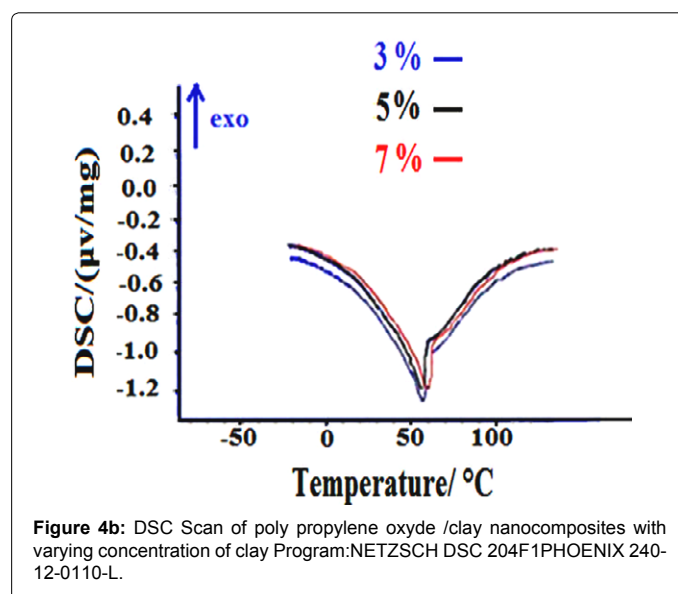 3 %
5%
7 %
exo
DSC/(µv/mg)
0.4
0.2
0.0
-0.2
-0.4
-0.6
-0.8
-1.0
-1.2
-50
0
50
100
Temperature/ °C
Figure 4b: DSC Scan of poly propylene oxyde /clay nanocomposites with
varying concentration of clay Program:NETZSCH DSC 204F1PHOENIX 240-
12-0110-L.